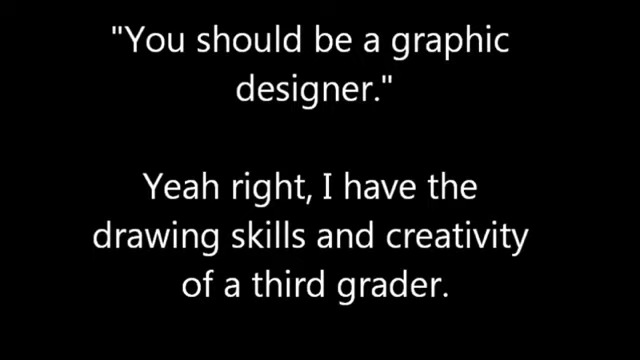 "You should be a graphic
designer."
Yeah right, I have the
drawing skills and creativity
of a third grader.